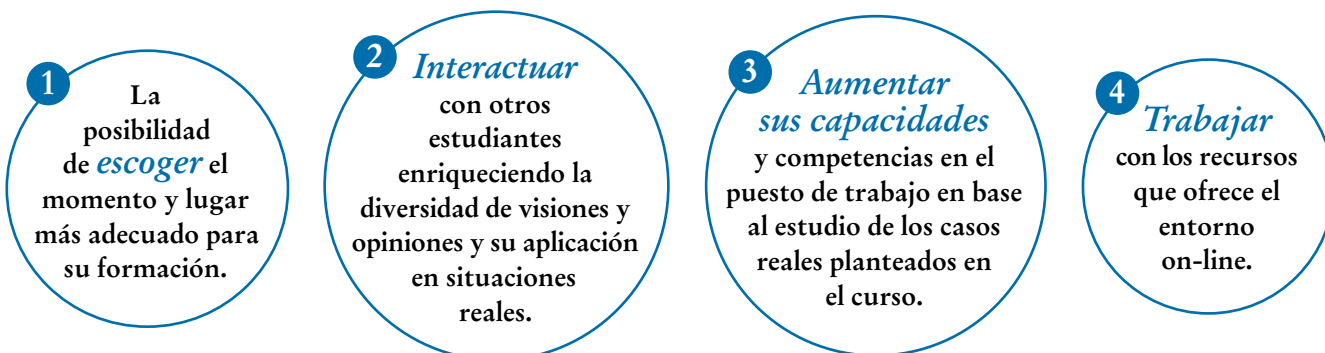 1
La
posibilidad
de escoger el
momento y lugar
más adecuado para
su formación.
2
Interactuar
con otros
estudiantes
enriqueciendo la
diversidad de visiones y
opiniones y su aplicación
en situaciones
reales.
3
Aumentar
sus capacidades
y competencias en el
puesto de trabajo en base
al estudio de los casos
reales planteados en
el curso.
4
Trabajar
con los recursos
que ofrece el
entorno
on-line.